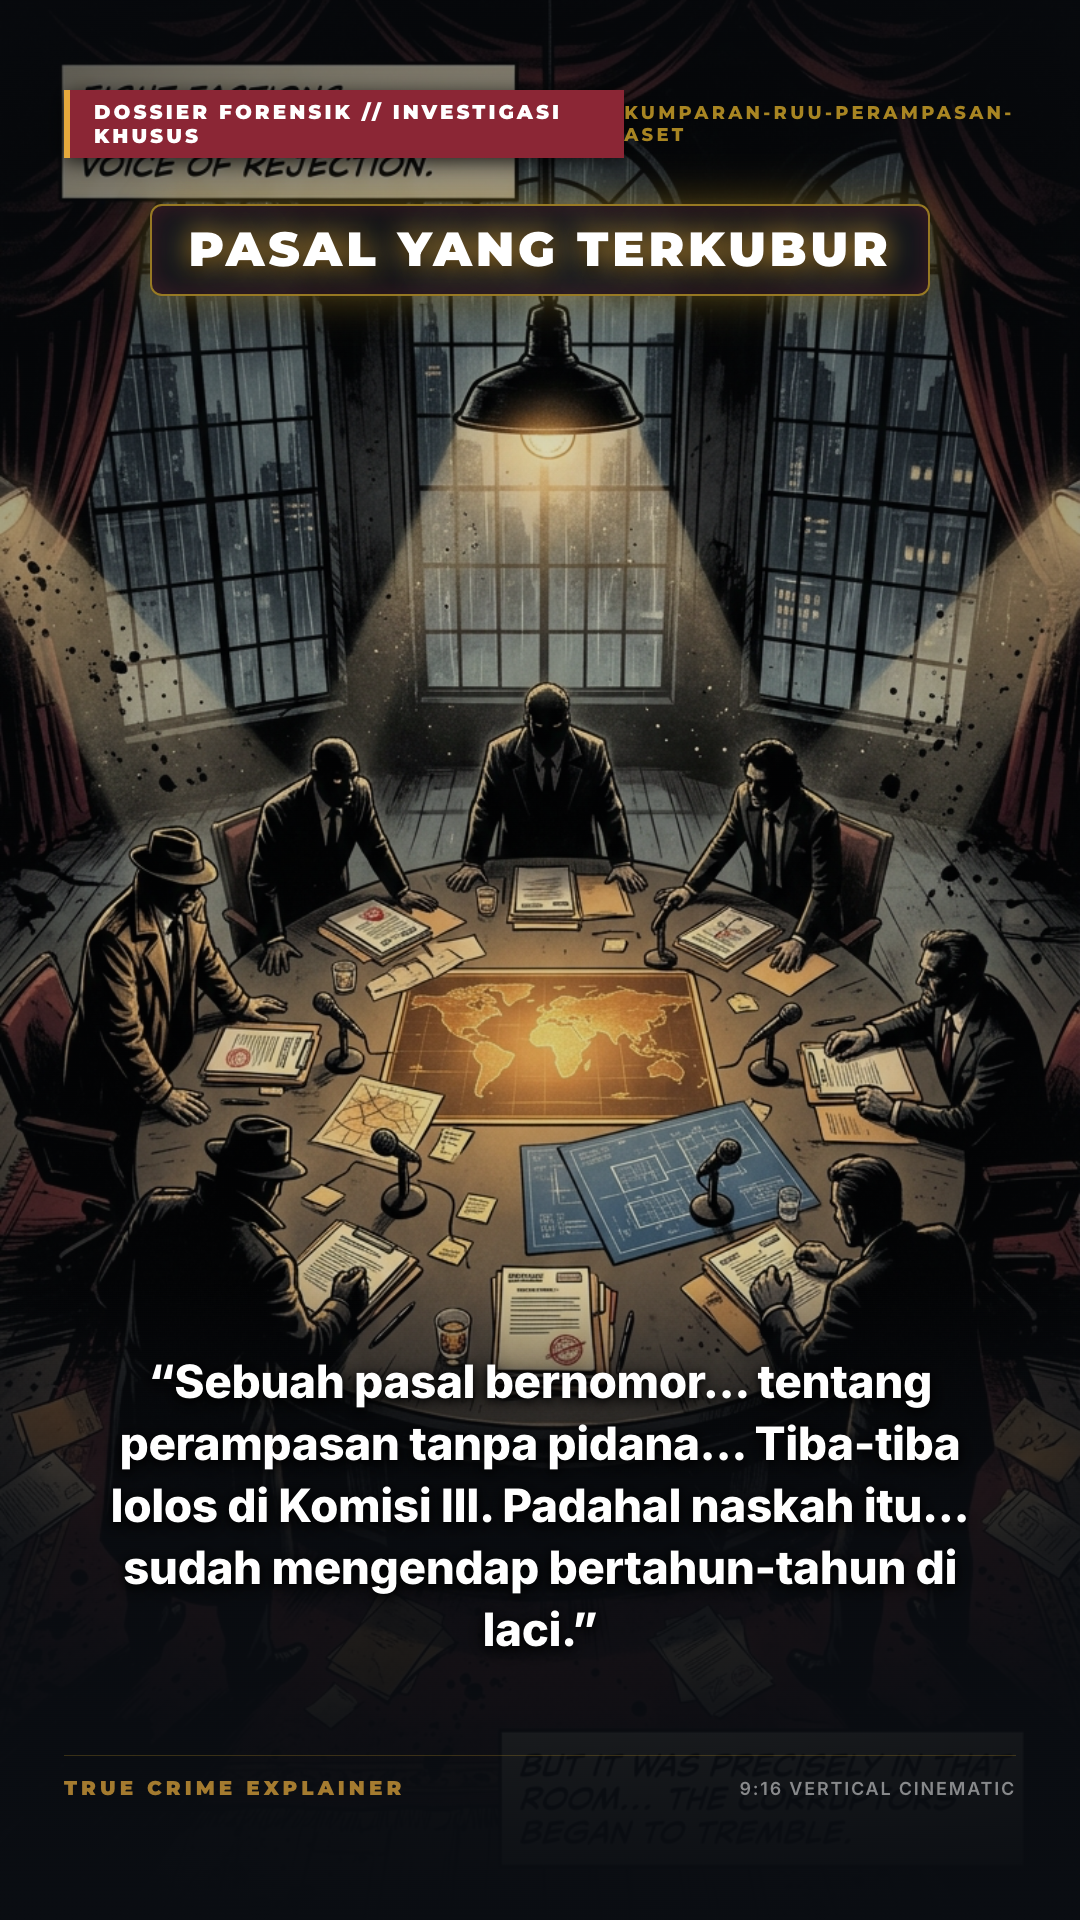 DOSSIER FORENSIK // INVESTIGASI
KHUSUS
KUMPARAN-RUU-PERAMPASAN-
ASET
VOICE OF REJECTION.
PASAL YANG TERKUBUR
“Sebuah pasal bernomor... tentang
perampasan tanpa pidana... Tiba-tiba
lolos di Komisi III. Padahal naskah itu...
sudah mengendap bertahun-tahun di
laci.”
BUT IT WAS PRECISELY IN THAT
ROOM... THE CORRUPTORS
BEGAN TO TREMBLE.
TRUE CRIME EXPLAINER
9:16 VERTICAL CINEMATIC